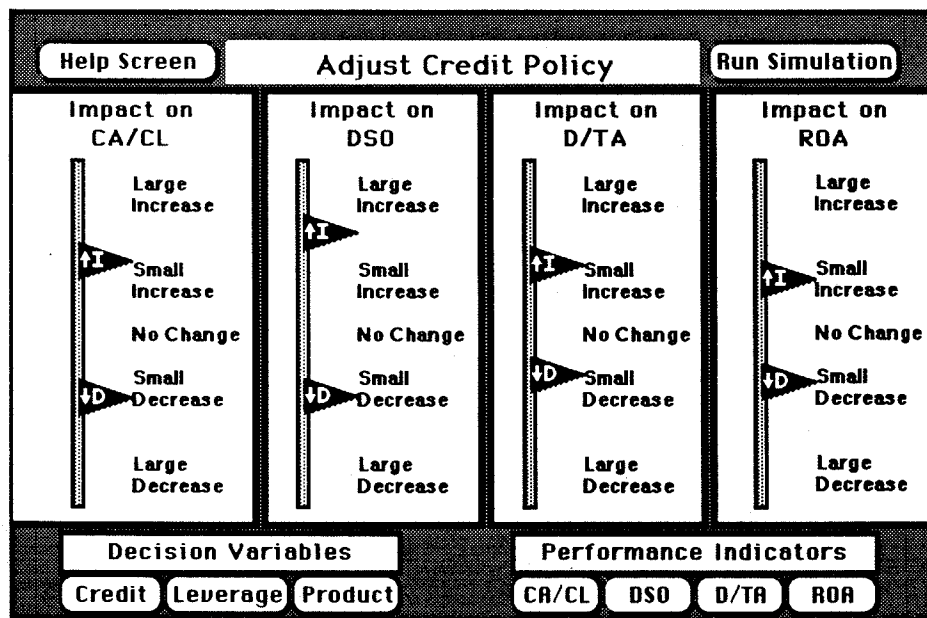 Help Screen
Adjust Credit Policy
Run Simulation
Impact on
CA/CL
Large
Increase
↑I
Small
Increase
No Change
↓D
Small
Decrease
Large
Decrease
Impact on
DSO
Large
Increase
↑I
Small
Increase
No Change
↓D
Small
Decrease
Large
Decrease
Impact on
D/TA
Large
Increase
↑I
Small
Increase
No Change
↓D
Small
Decrease
Large
Decrease
Impact on
ROA
Large
Increase
↑I
Small
Increase
No Change
↓D
Small
Decrease
Large
Decrease
Decision Variables
Credit
Leverage
Product
Performance Indicators
CA/CL
DSO
D/TA
ROA